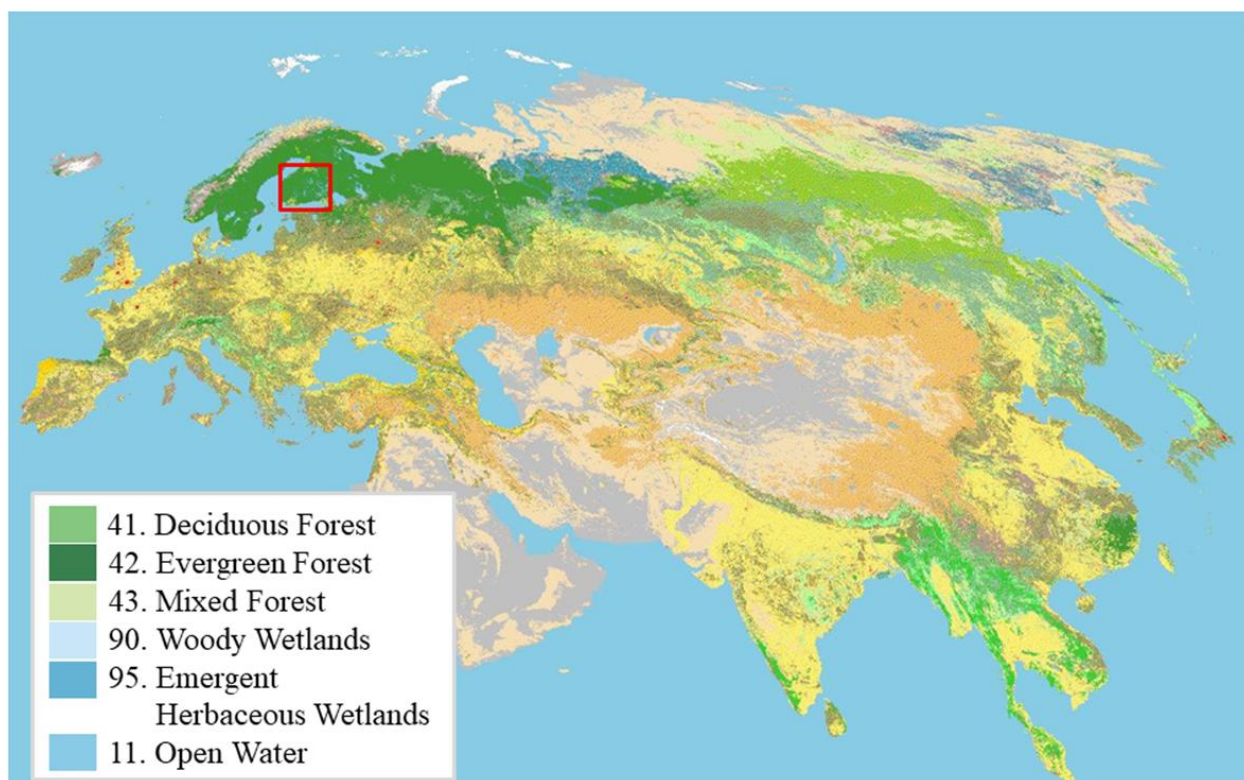 41. Deciduous Forest
42. Evergreen Forest
43. Mixed Forest
90. Woody Wetlands
95. Emergent
Herbaceous Wetlands
11. Open Water